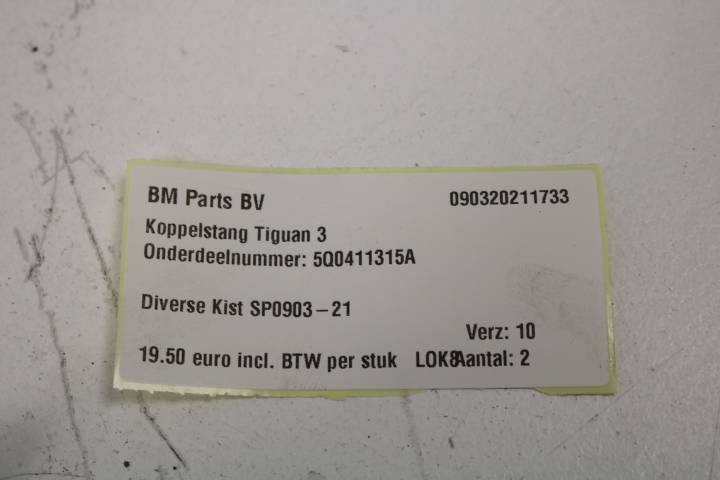 BM Parts BV 090320211733
Koppelstang Tiguan 3
Onderdeelnummer: 5Q0411315A
Diverse Kist SP0903-21
Verz: 10
19.50 euro incl. BTW per stuk LOK8 Aantal: 2